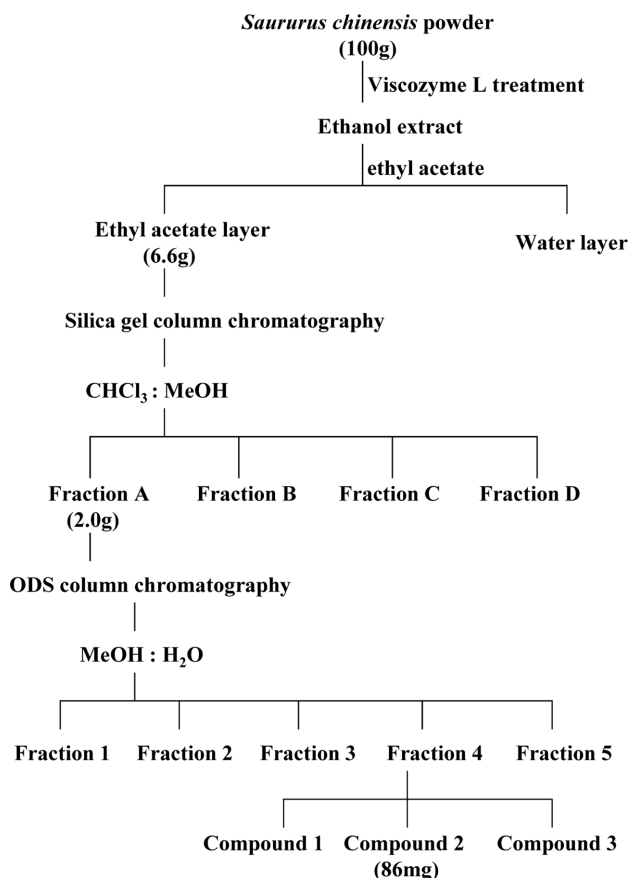 Saururus chinensis powder
(100g)
Viscozyme L treatment
Ethanol extract
ethyl acetate
Ethyl acetate layer
(6.6g)
Water layer
Silica gel column chromatography
CHCl₃ : MeOH
Fraction A
(2.0g)
Fraction B
Fraction C
Fraction D
ODS column chromatography
MeOH : H₂O
Fraction 1
Fraction 2
Fraction 3
Fraction 4
Fraction 5
Compound 1
Compound 2
(86mg)
Compound 3